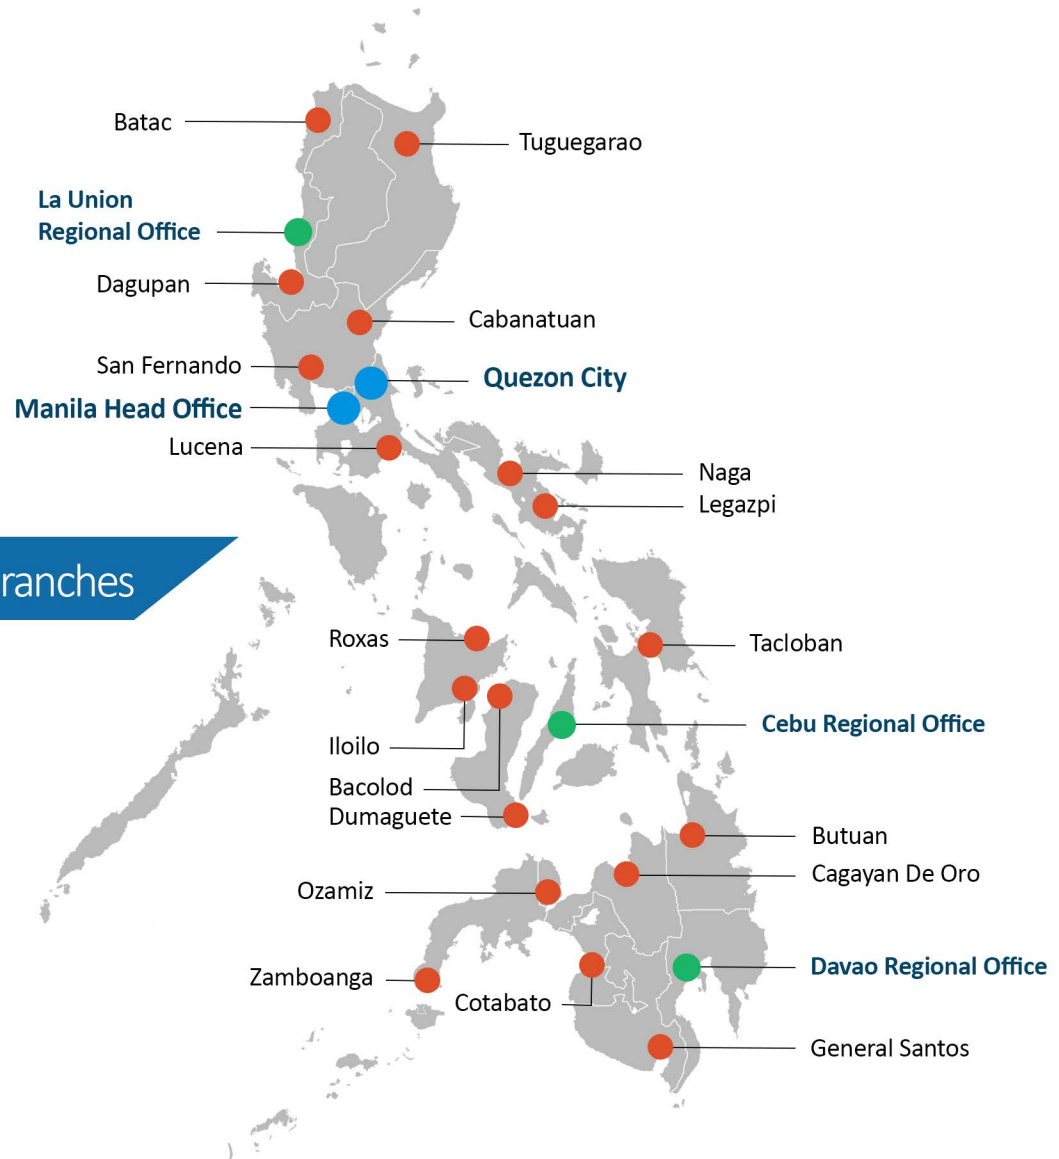 Batac
Tuguegarao
La Union
Regional Office
Dagupan
Cabanatuan
San Fernando
Quezon City
Manila Head Office
Lucena
Naga
Legazpi
ranches
Roxas
Tacloban
Cebu Regional Office
Iloilo
Bacolod
Dumaguete
Butuan
Cagayan De Oro
Ozamiz
Davao Regional Office
Zamboanga
Cotabato
General Santos